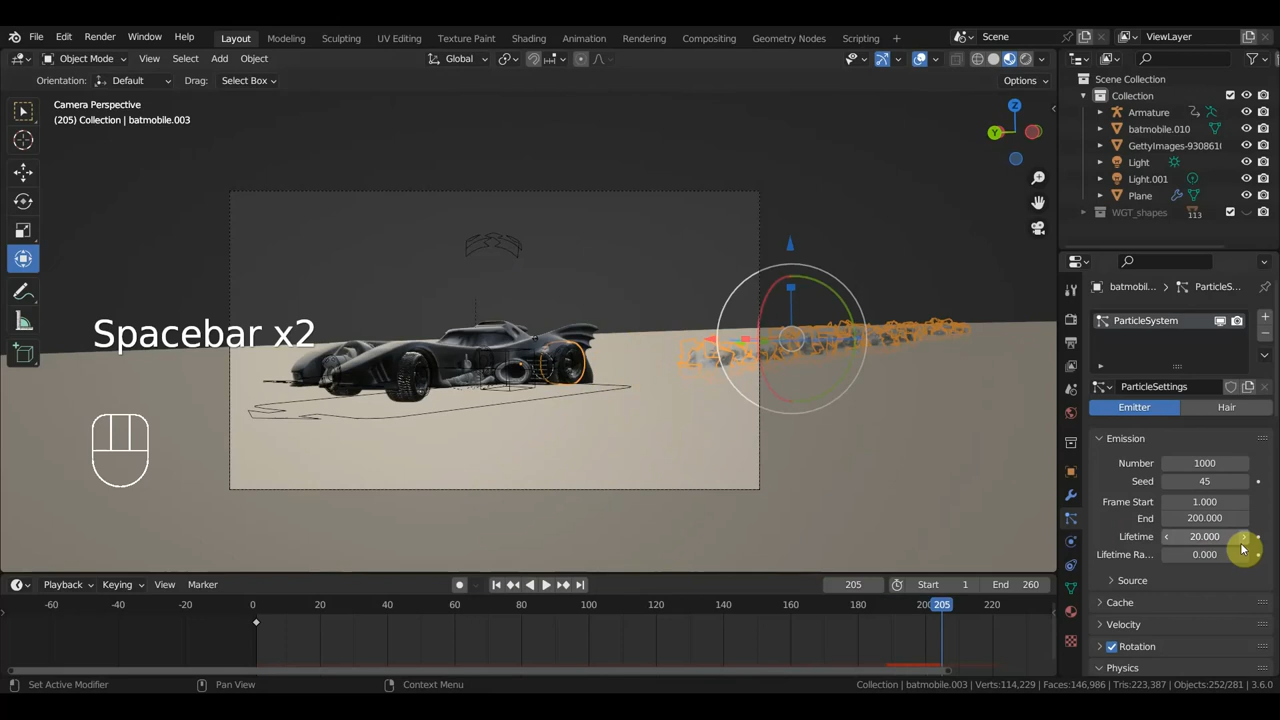 File Edit Render Window Help Layout Modeling Sculpting UV Editing Texture Paint Shading Animation Rendering Compositing Geometry Nodes Scripting + Scene ViewLayer
Object Mode View Select Add Object Global
Orientation: Default Drag: Select Box Options
Camera Perspective
(205) Collection | batmobile.003
Z
Y
Spacebar x2
Scene Collection
Collection
Armature
batmobile.010
GettyImages-9308610
Light
Light.001
Plane
WGT_shapes 113
batmobil... ParticleS...
ParticleSystem
ParticleSettings
Emitter Hair
Emission
Number 1000
Seed 45
Frame Start 1.000
End 200.000
Lifetime 20.000
Lifetime Ra... 0.000
Source
Cache
Velocity
Rotation
Physics
Playback Keying View Marker 205 Start 1 End 260
-60 -40 -20 0 20 40 60 80 100 120 140 160 180 200 205 220
Set Active Modifier Pan View Context Menu Collection | batmobile.003 | Verts:114,229 | Faces:146,986 | Tris:223,387 | Objects:252/281 | 3.6.0